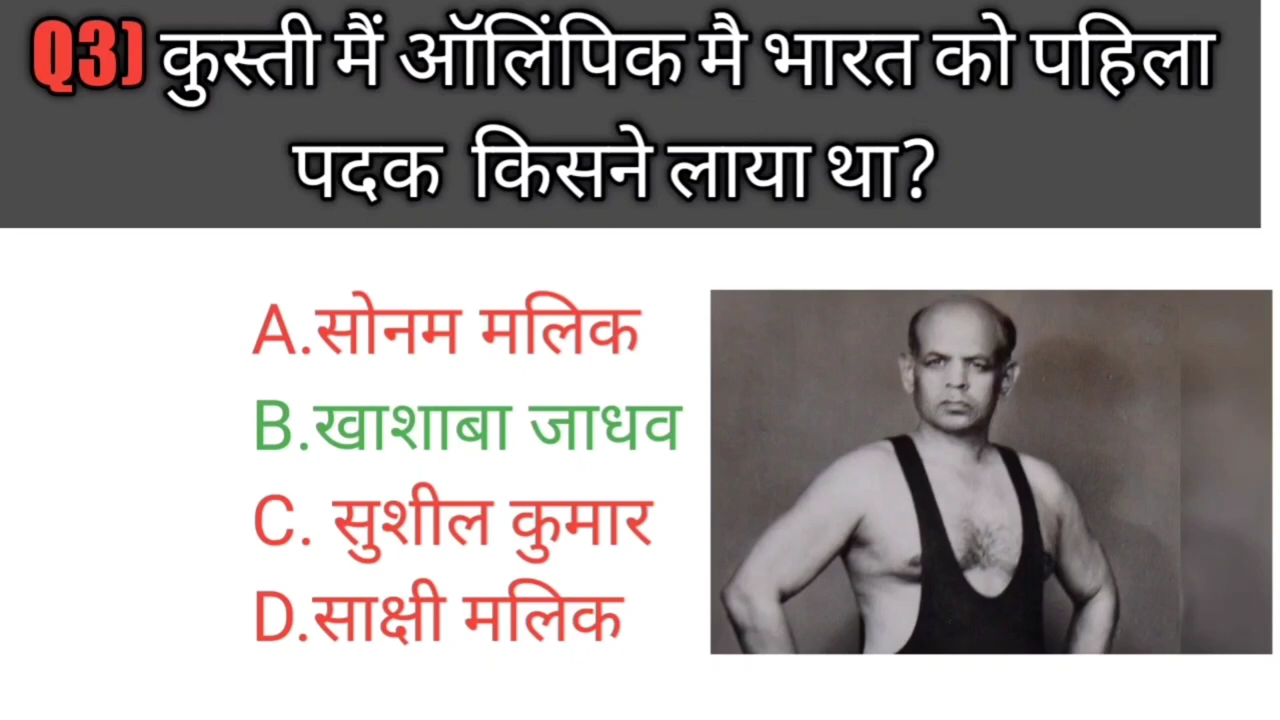 Q3) कुस्ती मैं ऑलिंपिक मै भारत को पहिला
पदक किसने लाया था?
A.सोनम मलिक
B.खाशाबा जाधव
C. सुशील कुमार
D.साक्षी मलिक